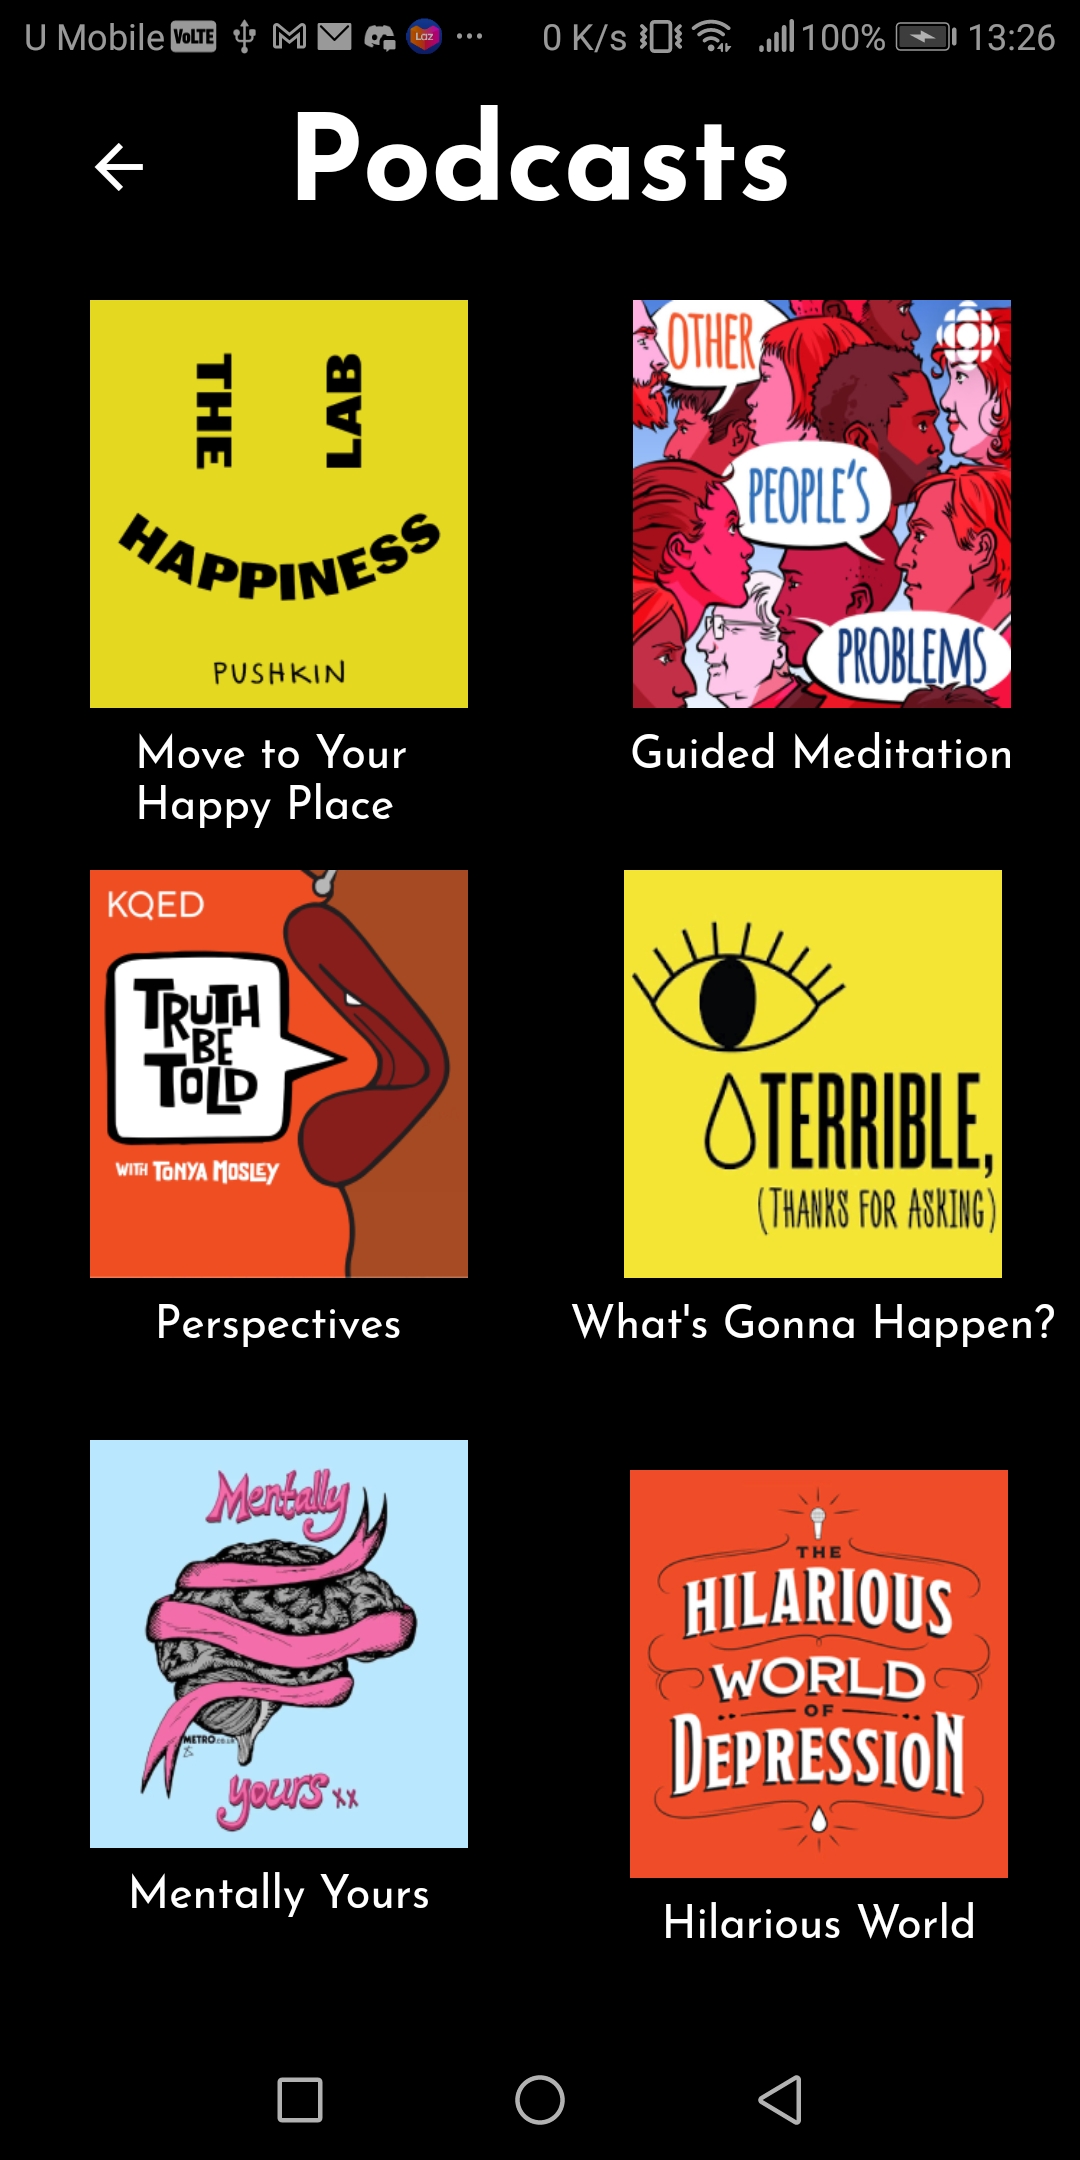 U Mobile VoLTE Laz ... 0 K/s 100% 13:26
Podcasts
THE LAB
HAPPINESS
PUSHKIN
Move to Your
Happy Place
OTHER
PEOPLE'S
PROBLEMS
Guided Meditation
KQED
TRUTH
BE
TOLD
WITH TONYA MOSLEY
Perspectives
TERRIBLE,
(THANKS FOR ASKING)
What's Gonna Happen?
Mentally
METRO.co.uk
yours xx
Mentally Yours
THE
HILARIOUS
WORLD
OF
DEPRESSION
Hilarious World